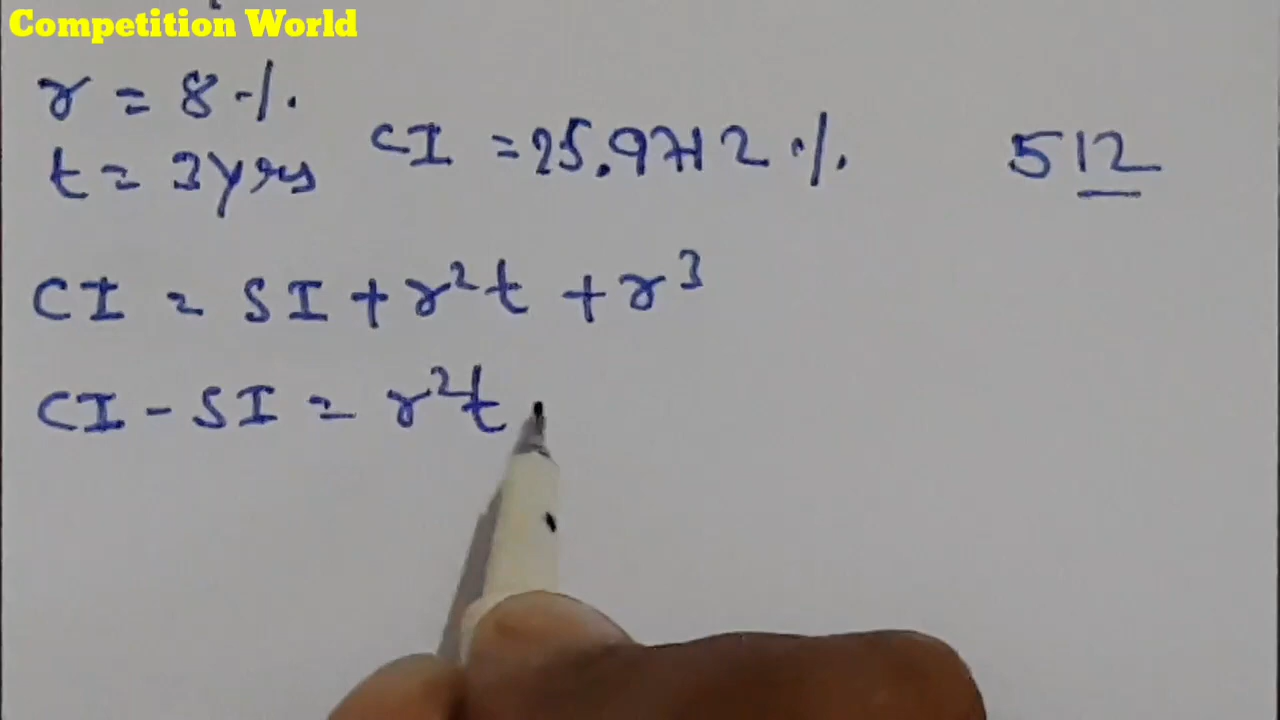 Competition World
r = 8 %
t = 3yrs
CI = 25.9712 %
512
CI = SI + r²t + r³
CI - SI = r²t